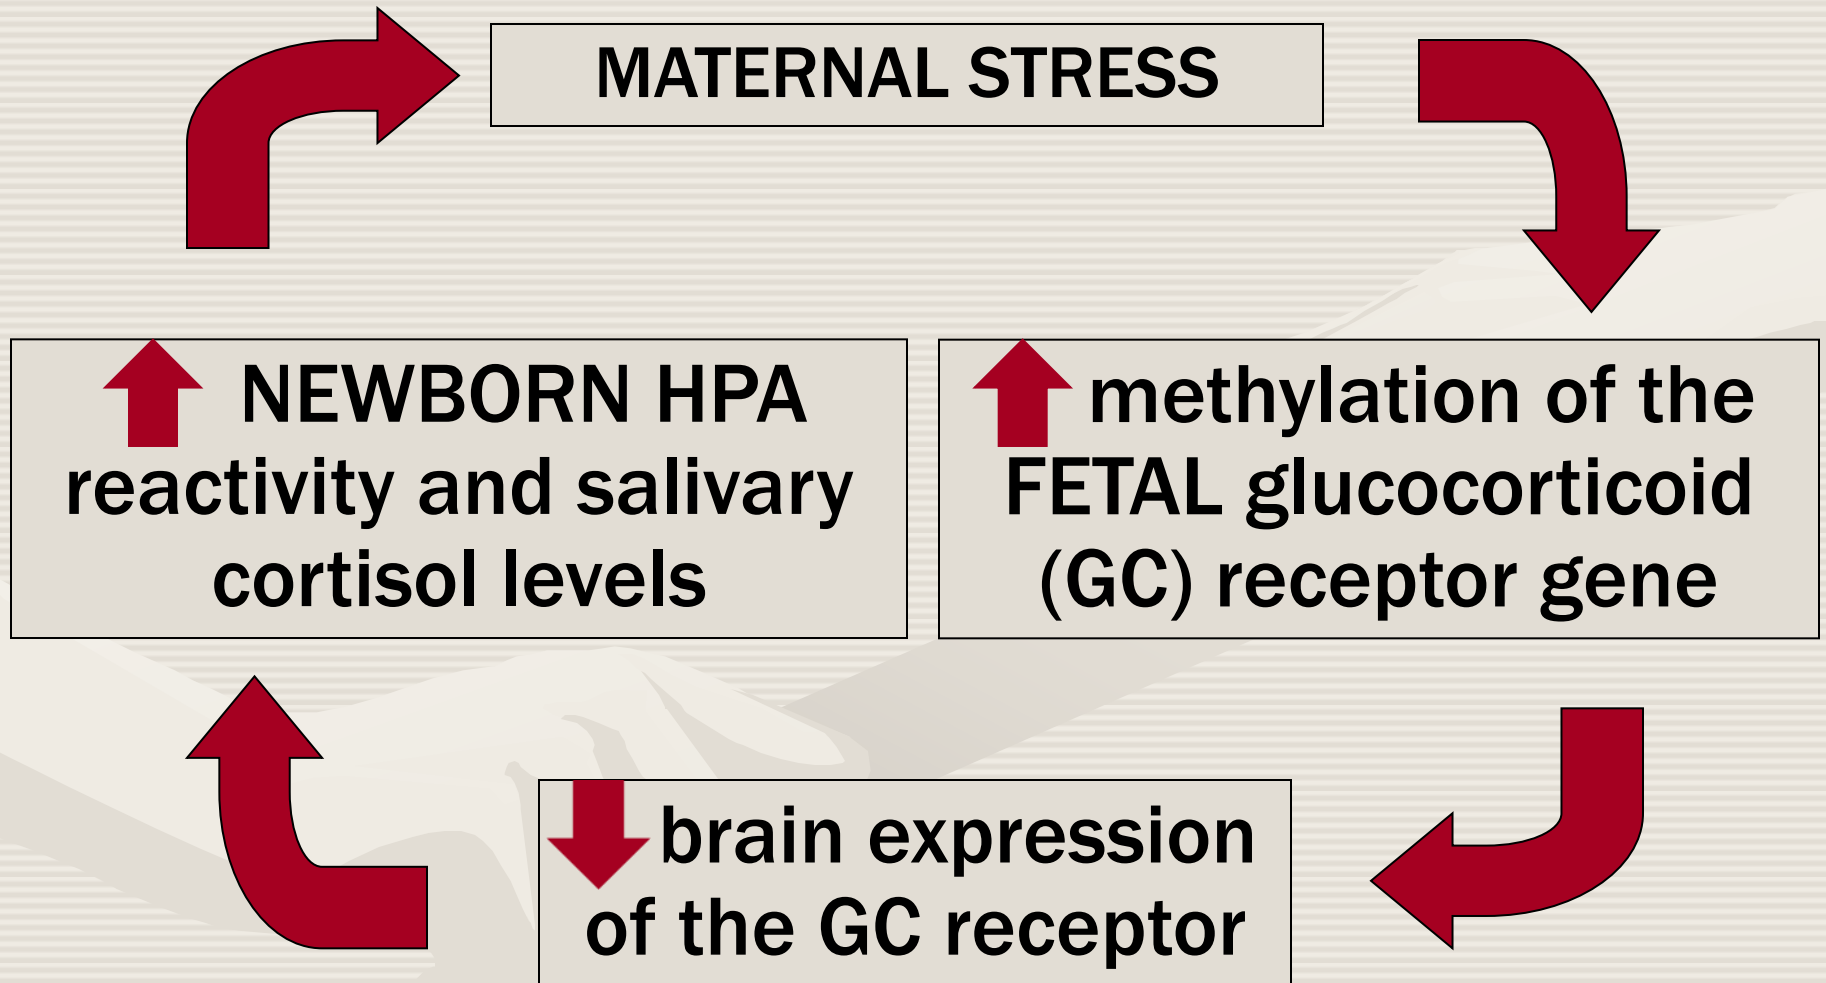 MATERNAL STRESS
NEWBORN HPA
reactivity and salivary
cortisol levels
methylation of the
FETAL glucocorticoid
(GC) receptor gene
brain expression
of the GC receptor